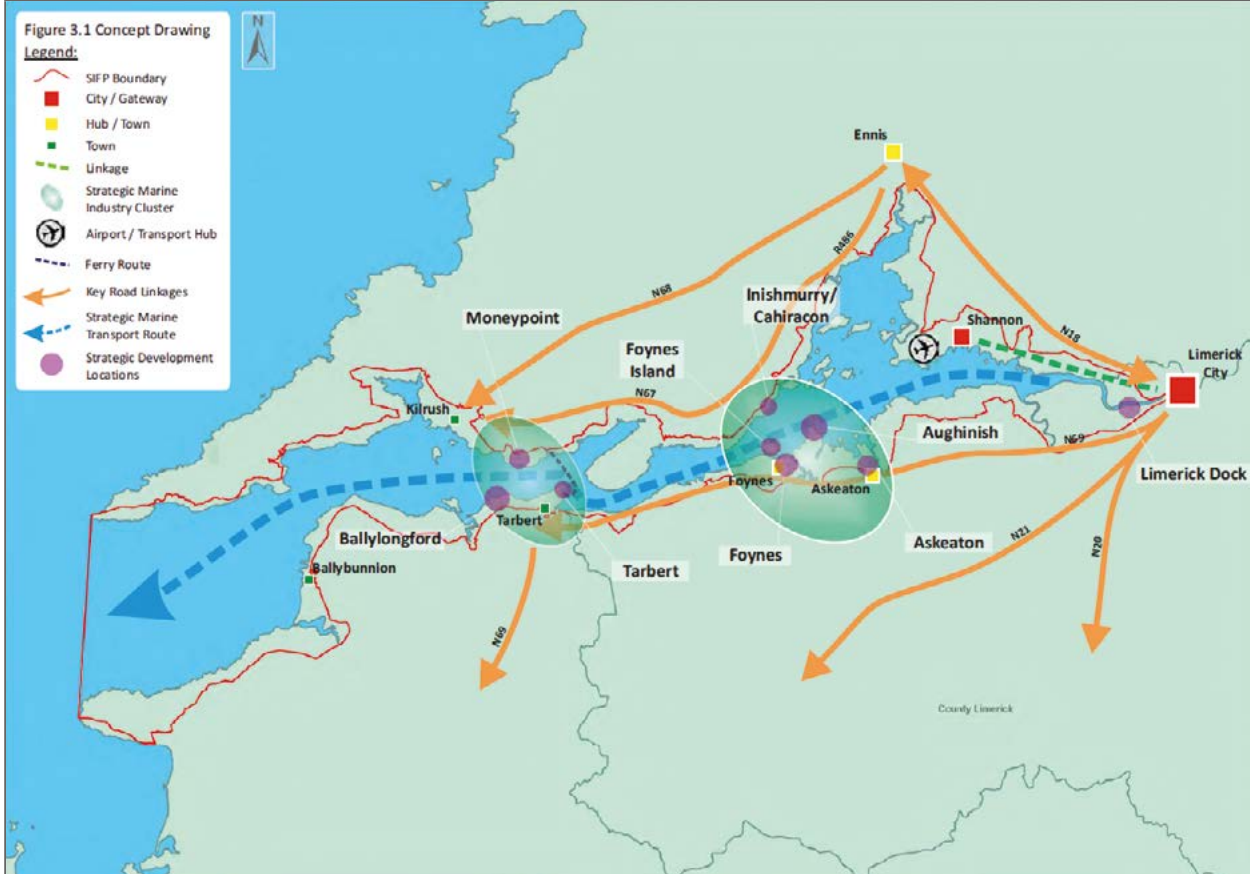 Figure 3.1 Concept Drawing
Legend:
SIFP Boundary
City / Gateway
Hub / Town
Town
Linkage
Strategic Marine
Industry Cluster
Airport / Transport Hub
Ferry Route
Key Road Linkages
Strategic Marine
Transport Route
Strategic Development
Locations
N
Ennis
R486
N68
Inishmurry/
Cahiracon
Moneypoint
Shannon
N18
Foynes
Island
Limerick
City
N67
Kilrush
Aughinish
N69
Foynes
Askeaton
Limerick Dock
Tarbert
Ballylongford
Foynes
Askeaton
N21
N20
Tarbert
Ballybunnion
N69
County Limerick